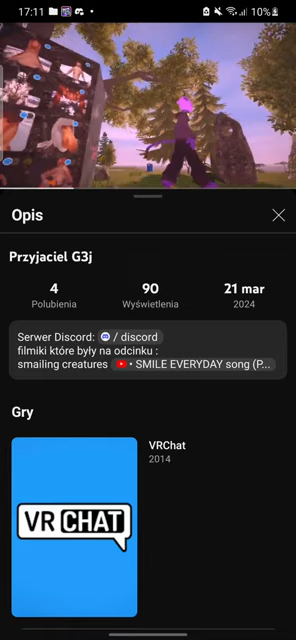 17:11
10%
Opis
Przyjaciel G3j
4
90
21 mar
Polubienia
Wyświetlenia
2024
Serwer Discord: / discord
filmiki które były na odcinku :
smailing creatures • SMILE EVERYDAY song (P...
Gry
VRChat
2014
VR CHAT